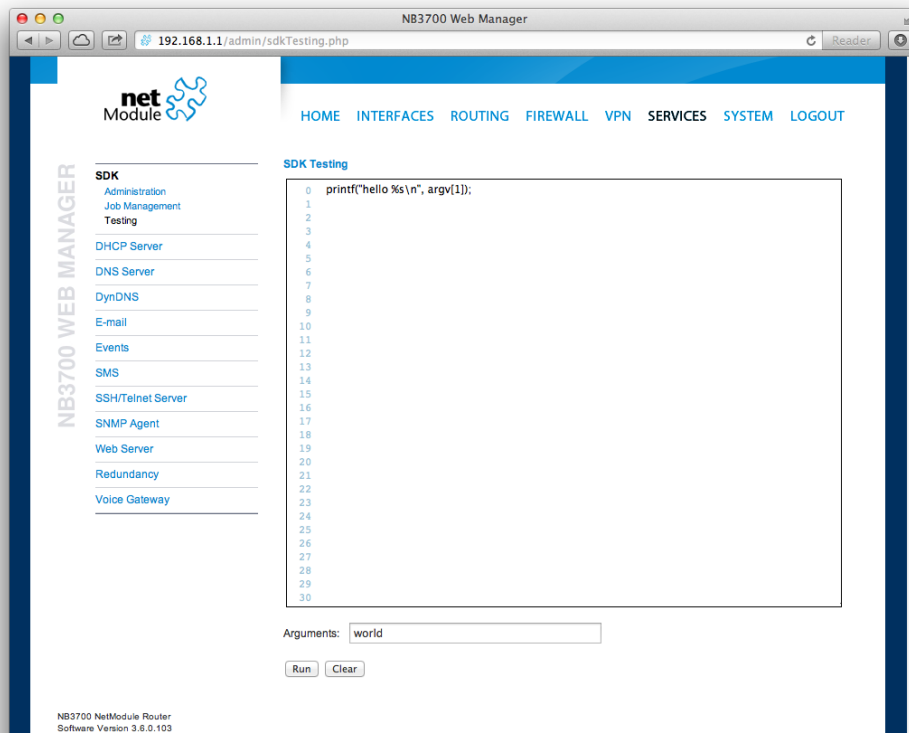 NB3700 Web Manager
192.168.1.1/admin/sdkTesting.php
Reader
net
Module
HOME INTERFACES ROUTING FIREWALL VPN SERVICES SYSTEM LOGOUT
NB3700 WEB MANAGER
SDK
Administration
Job Management
Testing
DHCP Server
DNS Server
DynDNS
E-mail
Events
SMS
SSH/Telnet Server
SNMP Agent
Web Server
Redundancy
Voice Gateway
SDK Testing
0 printf("hello %s\n", argv[1]);
1
2
3
4
5
6
7
8
9
10
11
12
13
14
15
16
17
18
19
20
21
22
23
24
25
26
27
28
29
30
Arguments: world
Run Clear
NB3700 NetModule Router
Software Version 3.6.0.103